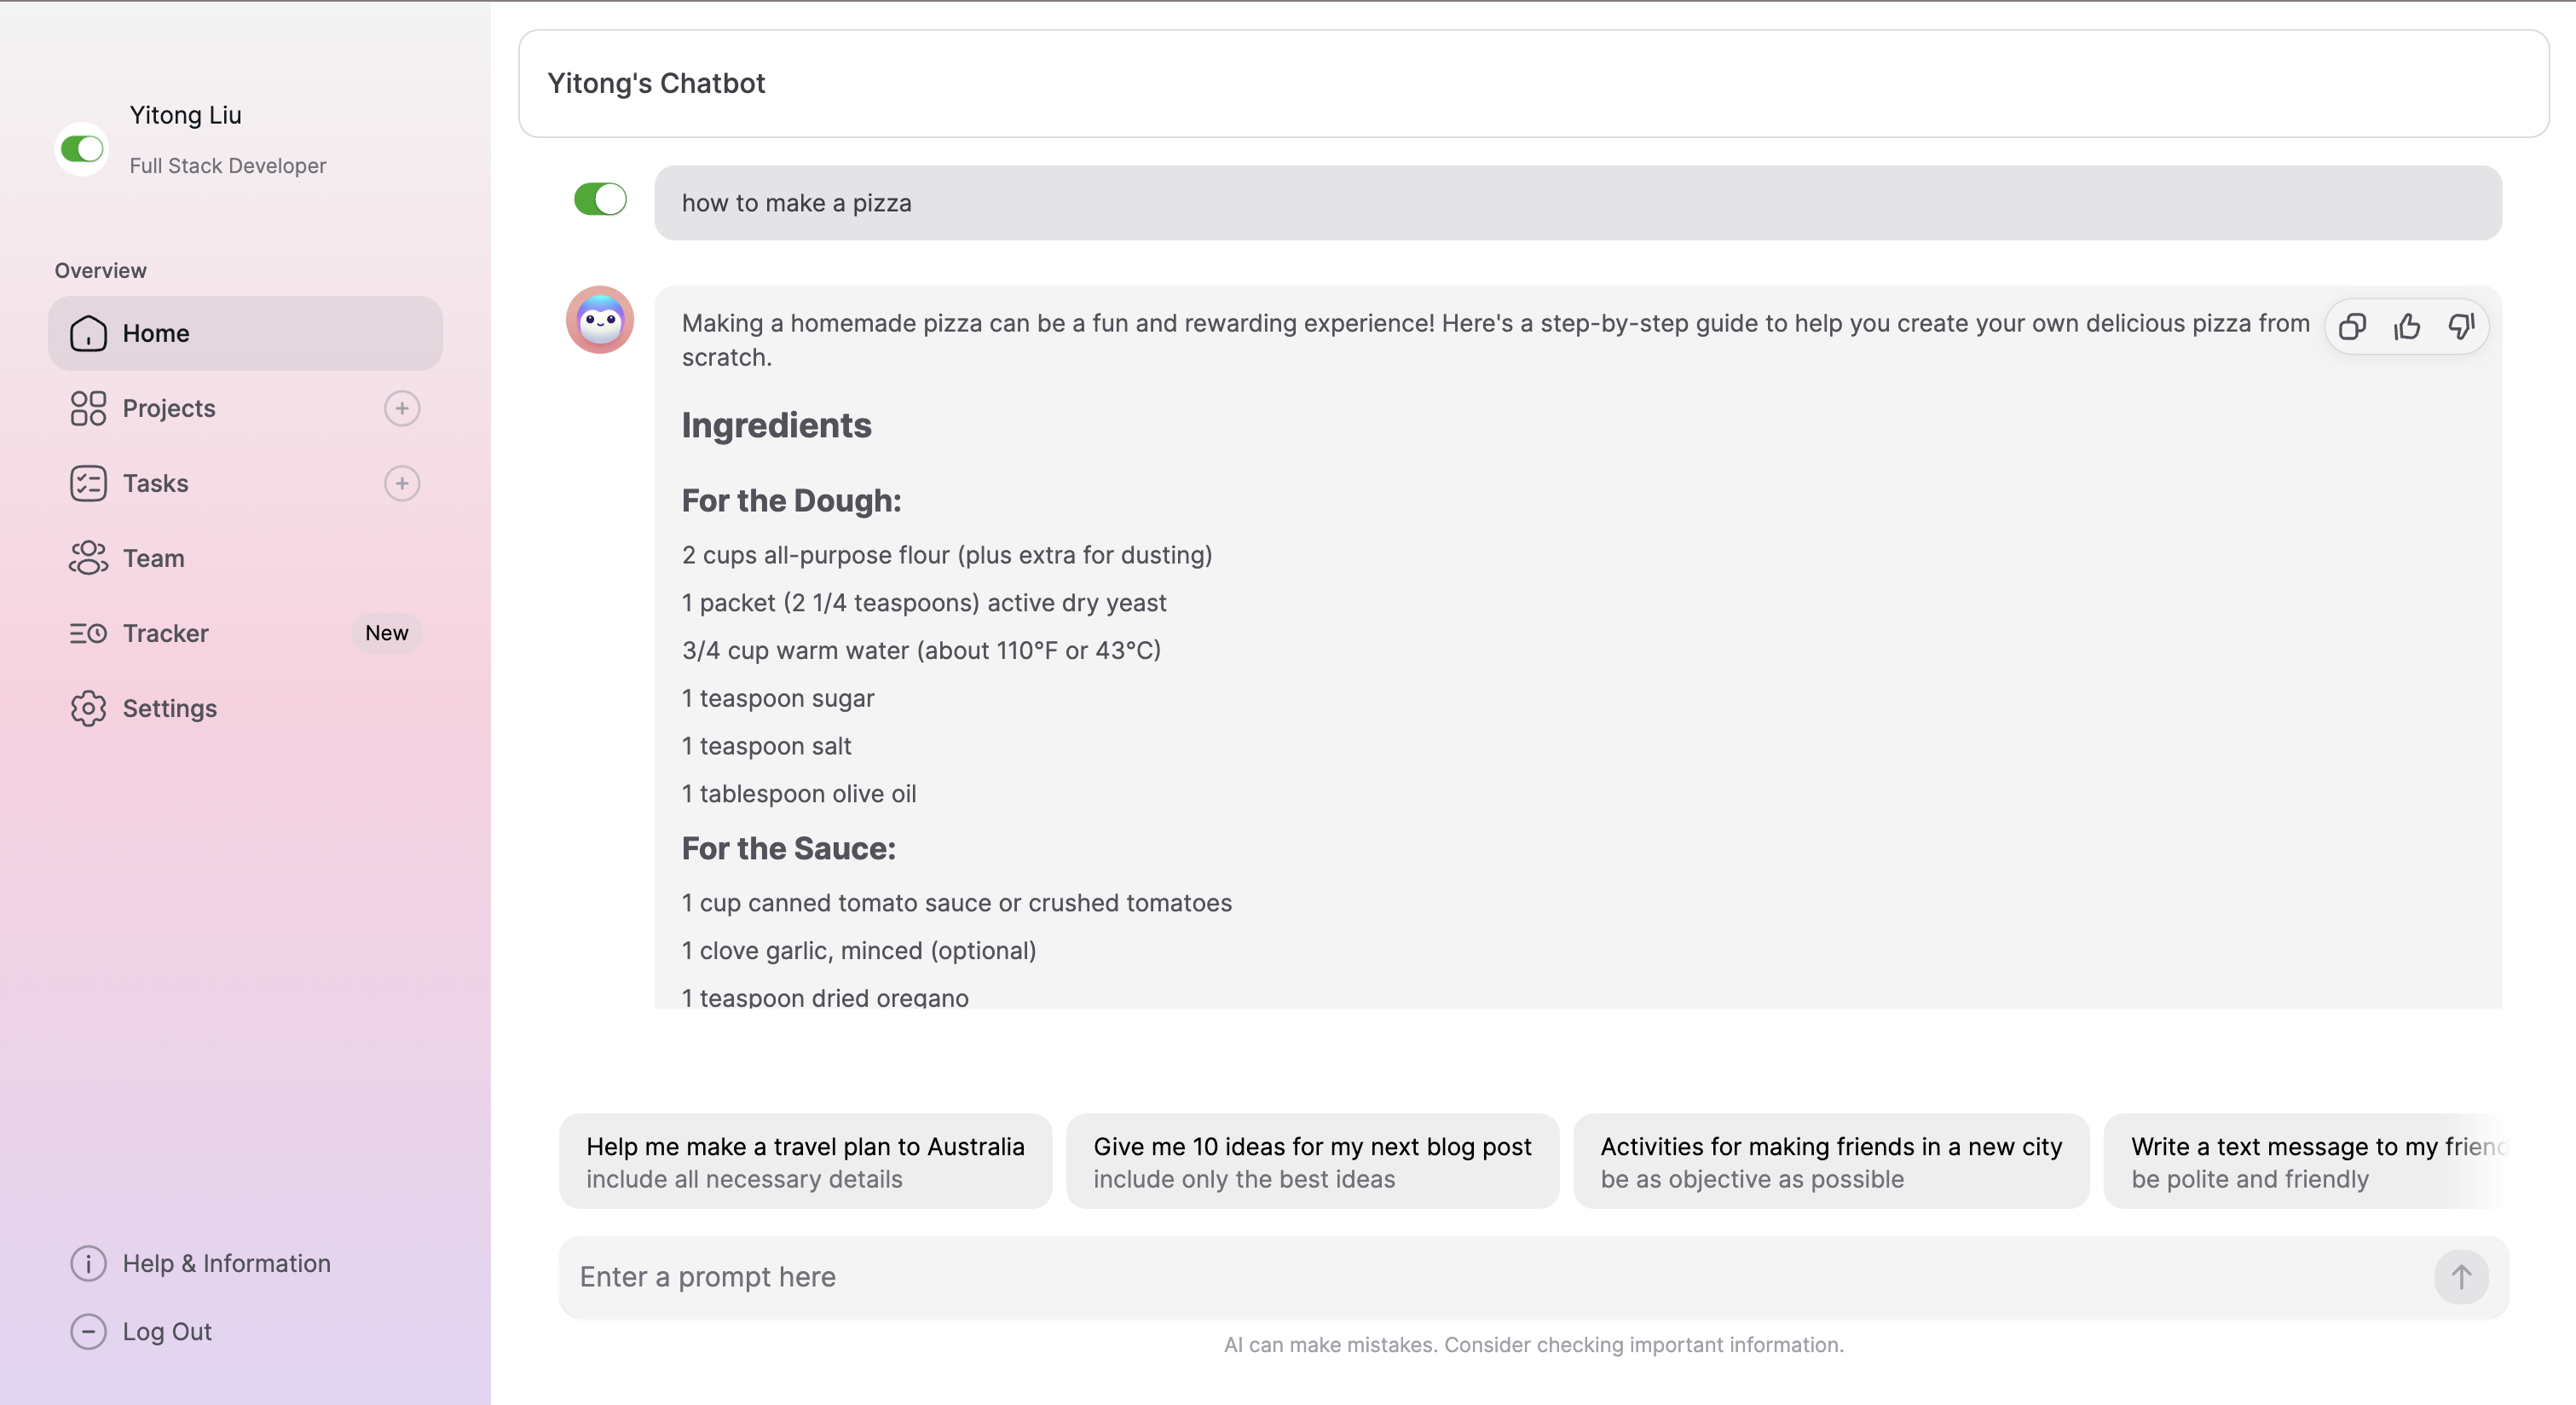 Yitong Liu
Full Stack Developer
Overview
Home
Projects
Tasks
Team
Tracker
New
Settings
Help & Information
Log Out
Yitong's Chatbot
how to make a pizza
Making a homemade pizza can be a fun and rewarding experience! Here's a step-by-step guide to help you create your own delicious pizza from
scratch.
Ingredients
For the Dough:
2 cups all-purpose flour (plus extra for dusting)
1 packet (2 1/4 teaspoons) active dry yeast
3/4 cup warm water (about 110°F or 43°C)
1 teaspoon sugar
1 teaspoon salt
1 tablespoon olive oil
For the Sauce:
1 cup canned tomato sauce or crushed tomatoes
1 clove garlic, minced (optional)
1 teaspoon dried oregano
Help me make a travel plan to Australia
include all necessary details
Give me 10 ideas for my next blog post
include only the best ideas
Activities for making friends in a new city
be as objective as possible
Write a text message to my friend
be polite and friendly
Enter a prompt here
AI can make mistakes. Consider checking important information.